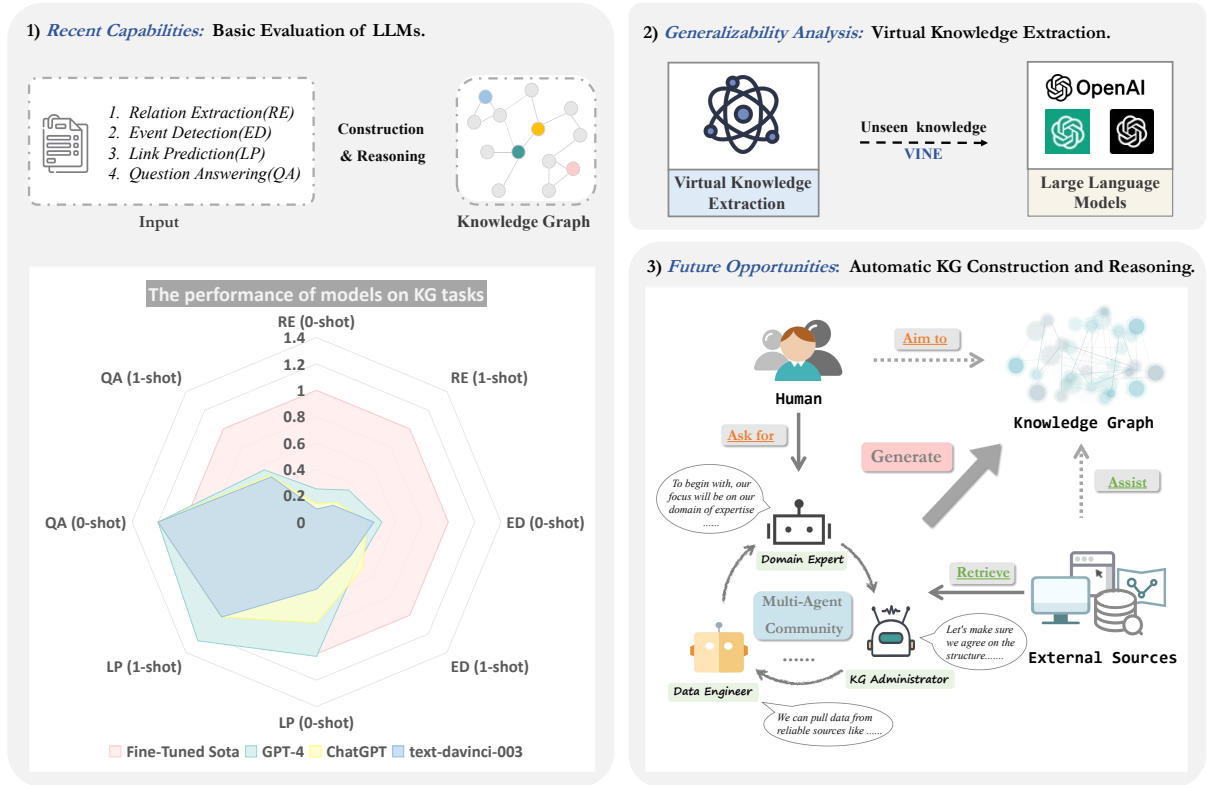 1) Recent Capabilities: Basic Evaluation of LLMs.
1. Relation Extraction(RE)
2. Event Detection(ED)
3. Link Prediction(LP)
4. Question Answering(QA)
Input
Construction
& Reasoning
Knowledge Graph
The performance of models on KG tasks
RE (0-shot)
RE (1-shot)
ED (0-shot)
ED (1-shot)
LP (0-shot)
LP (1-shot)
QA (0-shot)
QA (1-shot)
1.4
1.2
1
0.8
0.6
0.4
0.2
0
Fine-Tuned Sota GPT-4 ChatGPT text-davinci-003
2) Generalizability Analysis: Virtual Knowledge Extraction.
Virtual Knowledge
Extraction
Unseen knowledge
VINE
OpenAI
Large Language
Models
3) Future Opportunities: Automatic KG Construction and Reasoning.
Human
Aim to
Knowledge Graph
Ask for
Generate
Assist
To begin with, our
focus will be on our
domain of expertise
......
Domain Expert
Retrieve
Multi-Agent
Community
......
External Sources
Let's make sure
we agree on the
structure.......
KG Administrator
Data Engineer
We can pull data from
reliable sources like ......